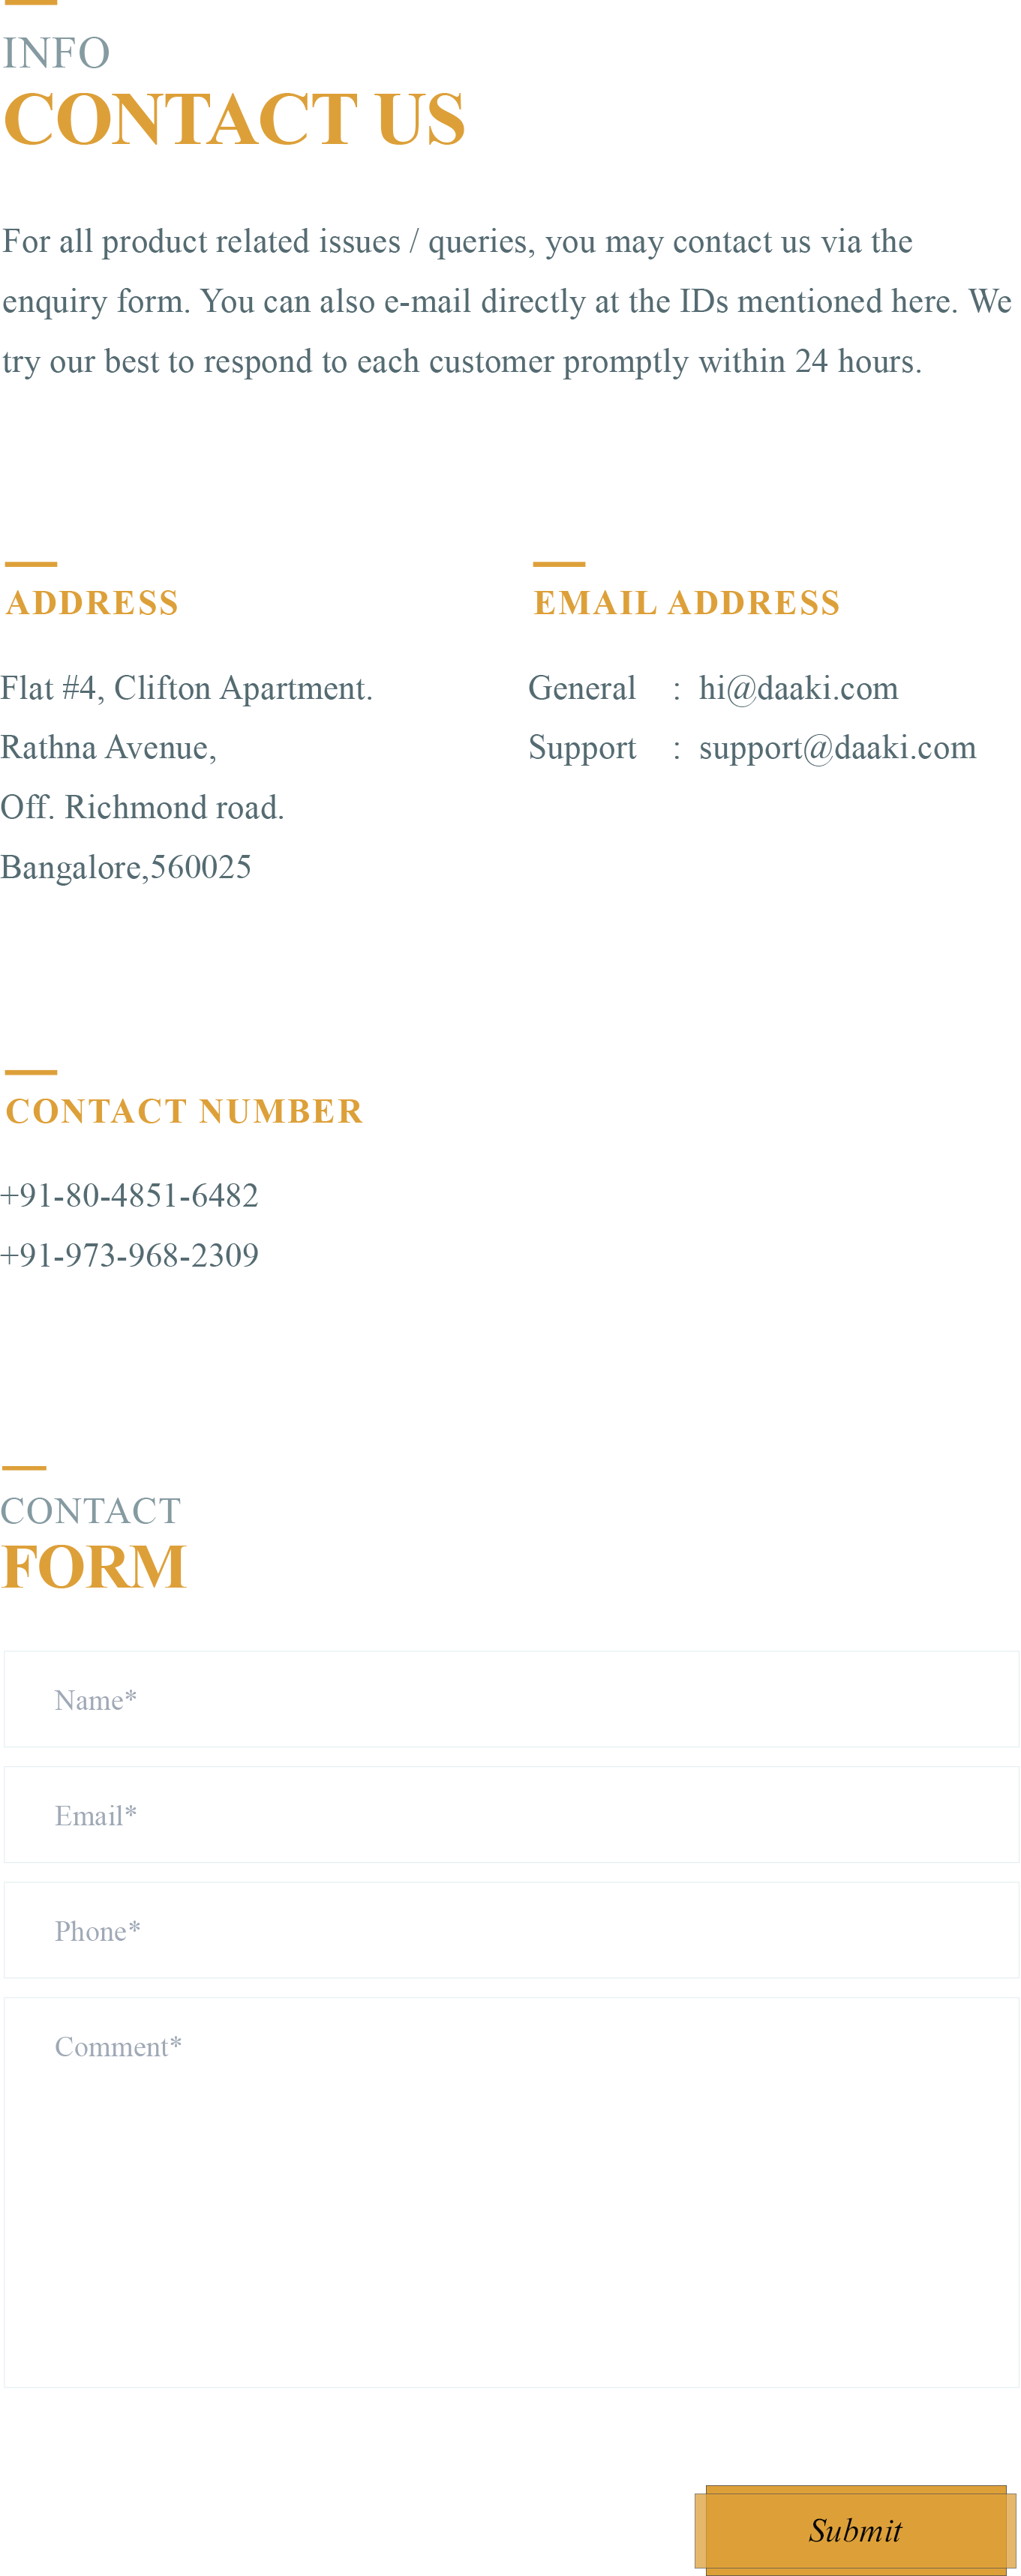 INFO
CONTACT US
For all product related issues / queries, you may contact us via the
enquiry form. You can also e-mail directly at the IDs mentioned here. We
try our best to respond to each customer promptly within 24 hours.
ADDRESS
Flat #4, Clifton Apartment.
Rathna Avenue,
Off. Richmond road.
Bangalore,560025
EMAIL ADDRESS
General : hi@daaki.com
Support : support@daaki.com
CONTACT NUMBER
+91-80-4851-6482
+91-973-968-2309
CONTACT
FORM
Name*
Email*
Phone*
Comment*
Submit